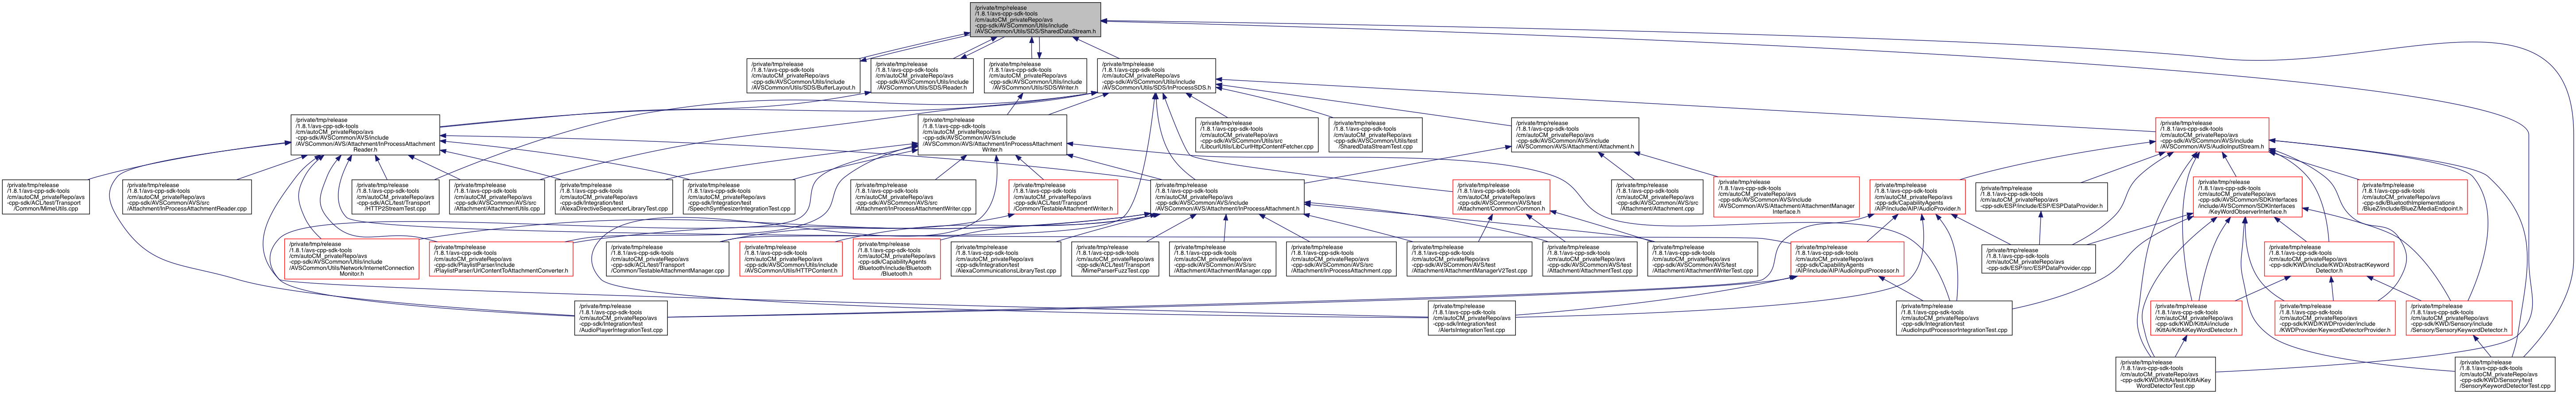 /private/tmp/release
/1.8.1/avs-cpp-sdk-tools
/cm/autoCM_privateRepo/avs
-cpp-sdk/AVSCommon/Utils/include
/AVSCommon/Utils/SDS/SharedDataStream.h
/private/tmp/release
/1.8.1/avs-cpp-sdk-tools
/cm/autoCM_privateRepo/avs
-cpp-sdk/AVSCommon/Utils/include
/AVSCommon/Utils/SDS/BufferLayout.h
/private/tmp/release
/1.8.1/avs-cpp-sdk-tools
/cm/autoCM_privateRepo/avs
-cpp-sdk/AVSCommon/Utils/include
/AVSCommon/Utils/SDS/Reader.h
/private/tmp/release
/1.8.1/avs-cpp-sdk-tools
/cm/autoCM_privateRepo/avs
-cpp-sdk/AVSCommon/Utils/include
/AVSCommon/Utils/SDS/Writer.h
/private/tmp/release
/1.8.1/avs-cpp-sdk-tools
/cm/autoCM_privateRepo/avs
-cpp-sdk/AVSCommon/Utils/include
/AVSCommon/Utils/SDS/InProcessSDS.h
/private/tmp/release
/1.8.1/avs-cpp-sdk-tools
/cm/autoCM_privateRepo/avs
-cpp-sdk/AVSCommon/AVS/include
/AVSCommon/AVS/Attachment/InProcessAttachment
Reader.h
/private/tmp/release
/1.8.1/avs-cpp-sdk-tools
/cm/autoCM_privateRepo/avs
-cpp-sdk/AVSCommon/AVS/include
/AVSCommon/AVS/Attachment/InProcessAttachment
Writer.h
/private/tmp/release
/1.8.1/avs-cpp-sdk-tools
/cm/autoCM_privateRepo/avs
-cpp-sdk/AVSCommon/Utils/src
/LibcurlUtils/LibCurlHttpContentFetcher.cpp
/private/tmp/release
/1.8.1/avs-cpp-sdk-tools
/cm/autoCM_privateRepo/avs
-cpp-sdk/AVSCommon/Utils/test
/SharedDataStreamTest.cpp
/private/tmp/release
/1.8.1/avs-cpp-sdk-tools
/cm/autoCM_privateRepo/avs
-cpp-sdk/AVSCommon/AVS/include
/AVSCommon/AVS/Attachment/Attachment.h
/private/tmp/release
/1.8.1/avs-cpp-sdk-tools
/cm/autoCM_privateRepo/avs
-cpp-sdk/AVSCommon/AVS/include
/AVSCommon/AVS/AudioInputStream.h
/private/tmp/release
/1.8.1/avs-cpp-sdk-tools
/cm/autoCM_privateRepo/avs
-cpp-sdk/ACL/test/Transport
/Common/MimeUtils.cpp
/private/tmp/release
/1.8.1/avs-cpp-sdk-tools
/cm/autoCM_privateRepo/avs
-cpp-sdk/AVSCommon/AVS/src
/Attachment/InProcessAttachmentReader.cpp
/private/tmp/release
/1.8.1/avs-cpp-sdk-tools
/cm/autoCM_privateRepo/avs
-cpp-sdk/ACL/test/Transport
/HTTP2StreamTest.cpp
/private/tmp/release
/1.8.1/avs-cpp-sdk-tools
/cm/autoCM_privateRepo/avs
-cpp-sdk/AVSCommon/AVS/src
/Attachment/AttachmentUtils.cpp
/private/tmp/release
/1.8.1/avs-cpp-sdk-tools
/cm/autoCM_privateRepo/avs
-cpp-sdk/Integration/test
/AlexaDirectiveSequencerLibraryTest.cpp
/private/tmp/release
/1.8.1/avs-cpp-sdk-tools
/cm/autoCM_privateRepo/avs
-cpp-sdk/Integration/test
/SpeechSynthesizerIntegrationTest.cpp
/private/tmp/release
/1.8.1/avs-cpp-sdk-tools
/cm/autoCM_privateRepo/avs
-cpp-sdk/AVSCommon/AVS/src
/Attachment/InProcessAttachmentWriter.cpp
/private/tmp/release
/1.8.1/avs-cpp-sdk-tools
/cm/autoCM_privateRepo/avs
-cpp-sdk/ACL/test/Transport
/Common/TestableAttachmentWriter.h
/private/tmp/release
/1.8.1/avs-cpp-sdk-tools
/cm/autoCM_privateRepo/avs
-cpp-sdk/AVSCommon/AVS/include
/AVSCommon/AVS/Attachment/InProcessAttachment.h
/private/tmp/release
/1.8.1/avs-cpp-sdk-tools
/cm/autoCM_privateRepo/avs
-cpp-sdk/AVSCommon/AVS/test
/Attachment/Common/Common.h
/private/tmp/release
/1.8.1/avs-cpp-sdk-tools
/cm/autoCM_privateRepo/avs
-cpp-sdk/AVSCommon/AVS/src
/Attachment/Attachment.cpp
/private/tmp/release
/1.8.1/avs-cpp-sdk-tools
/cm/autoCM_privateRepo/avs
-cpp-sdk/AVSCommon/AVS/include
/AVSCommon/AVS/Attachment/AttachmentManager
Interface.h
/private/tmp/release
/1.8.1/avs-cpp-sdk-tools
/cm/autoCM_privateRepo/avs
-cpp-sdk/CapabilityAgents
/AIP/include/AIP/AudioProvider.h
/private/tmp/release
/1.8.1/avs-cpp-sdk-tools
/cm/autoCM_privateRepo/avs
-cpp-sdk/ESP/include/ESP/ESPDataProvider.h
/private/tmp/release
/1.8.1/avs-cpp-sdk-tools
/cm/autoCM_privateRepo/avs
-cpp-sdk/AVSCommon/SDKInterfaces
/include/AVSCommon/SDKInterfaces
/KeyWordObserverInterface.h
/private/tmp/release
/1.8.1/avs-cpp-sdk-tools
/cm/autoCM_privateRepo/avs
-cpp-sdk/BluetoothImplementations
/BlueZ/include/BlueZ/MediaEndpoint.h
/private/tmp/release
/1.8.1/avs-cpp-sdk-tools
/cm/autoCM_privateRepo/avs
-cpp-sdk/AVSCommon/Utils/include
/AVSCommon/Utils/Network/InternetConnection
Monitor.h
/private/tmp/release
/1.8.1/avs-cpp-sdk-tools
/cm/autoCM_privateRepo/avs
-cpp-sdk/PlaylistParser/include
/PlaylistParser/UrlContentToAttachmentConverter.h
/private/tmp/release
/1.8.1/avs-cpp-sdk-tools
/cm/autoCM_privateRepo/avs
-cpp-sdk/ACL/test/Transport
/Common/TestableAttachmentManager.cpp
/private/tmp/release
/1.8.1/avs-cpp-sdk-tools
/cm/autoCM_privateRepo/avs
-cpp-sdk/AVSCommon/Utils/include
/AVSCommon/Utils/HTTPContent.h
/private/tmp/release
/1.8.1/avs-cpp-sdk-tools
/cm/autoCM_privateRepo/avs
-cpp-sdk/CapabilityAgents
/Bluetooth/include/Bluetooth
/Bluetooth.h
/private/tmp/release
/1.8.1/avs-cpp-sdk-tools
/cm/autoCM_privateRepo/avs
-cpp-sdk/Integration/test
/AlexaCommunicationsLibraryTest.cpp
/private/tmp/release
/1.8.1/avs-cpp-sdk-tools
/cm/autoCM_privateRepo/avs
-cpp-sdk/ACL/test/Transport
/MimeParserFuzzTest.cpp
/private/tmp/release
/1.8.1/avs-cpp-sdk-tools
/cm/autoCM_privateRepo/avs
-cpp-sdk/AVSCommon/AVS/src
/Attachment/AttachmentManager.cpp
/private/tmp/release
/1.8.1/avs-cpp-sdk-tools
/cm/autoCM_privateRepo/avs
-cpp-sdk/AVSCommon/AVS/src
/Attachment/InProcessAttachment.cpp
/private/tmp/release
/1.8.1/avs-cpp-sdk-tools
/cm/autoCM_privateRepo/avs
-cpp-sdk/AVSCommon/AVS/test
/Attachment/AttachmentManagerV2Test.cpp
/private/tmp/release
/1.8.1/avs-cpp-sdk-tools
/cm/autoCM_privateRepo/avs
-cpp-sdk/AVSCommon/AVS/test
/Attachment/AttachmentTest.cpp
/private/tmp/release
/1.8.1/avs-cpp-sdk-tools
/cm/autoCM_privateRepo/avs
-cpp-sdk/AVSCommon/AVS/test
/Attachment/AttachmentWriterTest.cpp
/private/tmp/release
/1.8.1/avs-cpp-sdk-tools
/cm/autoCM_privateRepo/avs
-cpp-sdk/CapabilityAgents
/AIP/include/AIP/AudioInputProcessor.h
/private/tmp/release
/1.8.1/avs-cpp-sdk-tools
/cm/autoCM_privateRepo/avs
-cpp-sdk/ESP/src/ESPDataProvider.cpp
/private/tmp/release
/1.8.1/avs-cpp-sdk-tools
/cm/autoCM_privateRepo/avs
-cpp-sdk/KWD/include/KWD/AbstractKeyword
Detector.h
/private/tmp/release
/1.8.1/avs-cpp-sdk-tools
/cm/autoCM_privateRepo/avs
-cpp-sdk/Integration/test
/AudioPlayerIntegrationTest.cpp
/private/tmp/release
/1.8.1/avs-cpp-sdk-tools
/cm/autoCM_privateRepo/avs
-cpp-sdk/Integration/test
/AlertsIntegrationTest.cpp
/private/tmp/release
/1.8.1/avs-cpp-sdk-tools
/cm/autoCM_privateRepo/avs
-cpp-sdk/Integration/test
/AudioInputProcessorIntegrationTest.cpp
/private/tmp/release
/1.8.1/avs-cpp-sdk-tools
/cm/autoCM_privateRepo/avs
-cpp-sdk/KWD/KittAi/include
/KittAi/KittAiKeyWordDetector.h
/private/tmp/release
/1.8.1/avs-cpp-sdk-tools
/cm/autoCM_privateRepo/avs
-cpp-sdk/KWD/KWDProvider/include
/KWDProvider/KeywordDetectorProvider.h
/private/tmp/release
/1.8.1/avs-cpp-sdk-tools
/cm/autoCM_privateRepo/avs
-cpp-sdk/KWD/Sensory/include
/Sensory/SensoryKeywordDetector.h
/private/tmp/release
/1.8.1/avs-cpp-sdk-tools
/cm/autoCM_privateRepo/avs
-cpp-sdk/KWD/KittAi/test/KittAiKey
WordDetectorTest.cpp
/private/tmp/release
/1.8.1/avs-cpp-sdk-tools
/cm/autoCM_privateRepo/avs
-cpp-sdk/KWD/Sensory/test
/SensoryKeywordDetectorTest.cpp